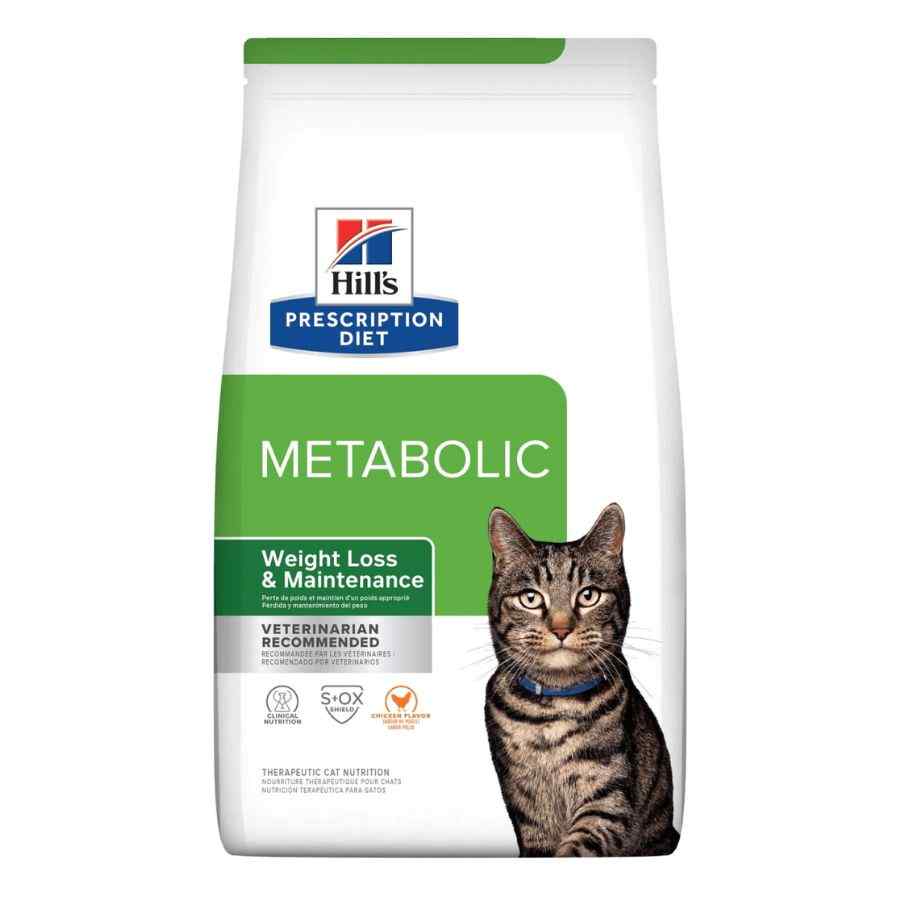 Hill's
PRESCRIPTION
DIET
METABOLIC
Weight Loss
& Maintenance
Perte de poids et maintien d'un poids approprié
Pérdida y mantenimiento del peso
VETERINARIAN
RECOMMENDED
RECOMMANDÉE PAR LES VÉTÉRINAIRES /
RECOMENDADO POR VETERINARIOS
CLINICAL
NUTRITION
S+OX
SHIELD
CHICKEN FLAVOR
SABOR POLLO
THERAPEUTIC CAT NUTRITION
NOURRITURE THÉRAPEUTIQUE POUR CHATS
NUTRICIÓN TERAPÉUTICA PARA GATOS